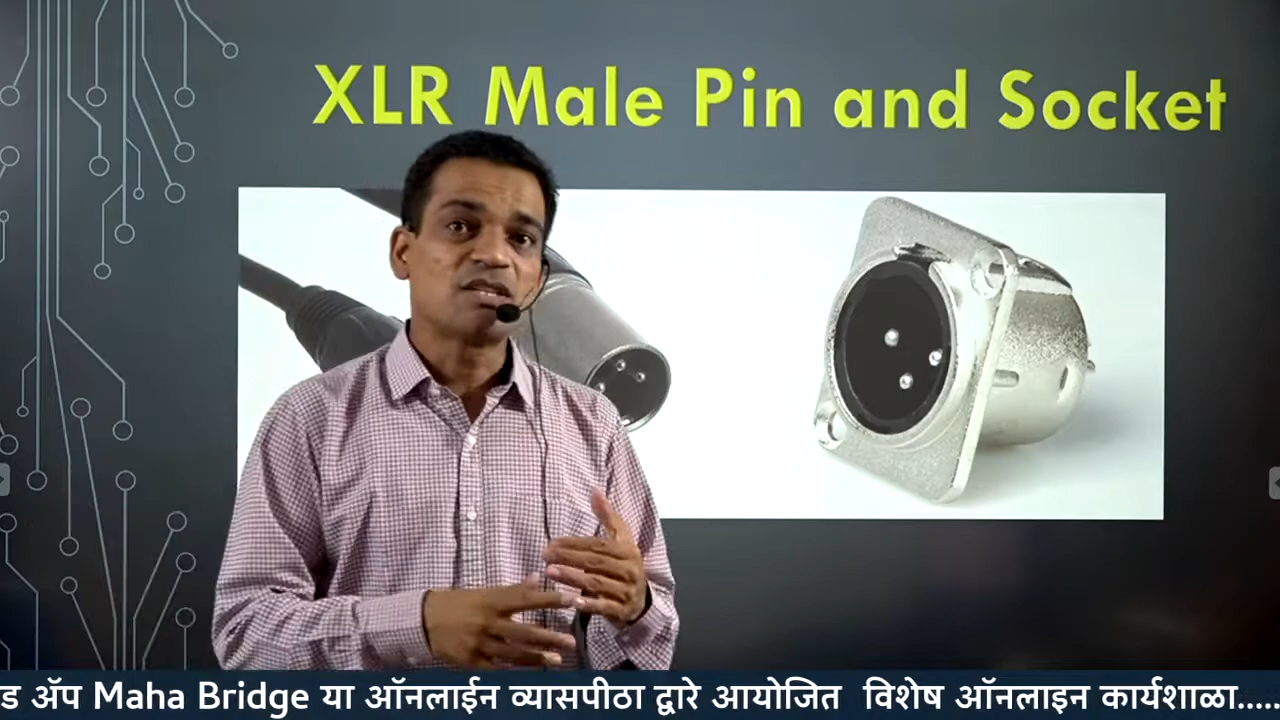 XLR Male Pin and Socket
ॲप Maha Bridge या ऑनलाईन व्यासपीठा द्वारे आयोजित विशेष ऑनलाइन कार्यशाळा.....